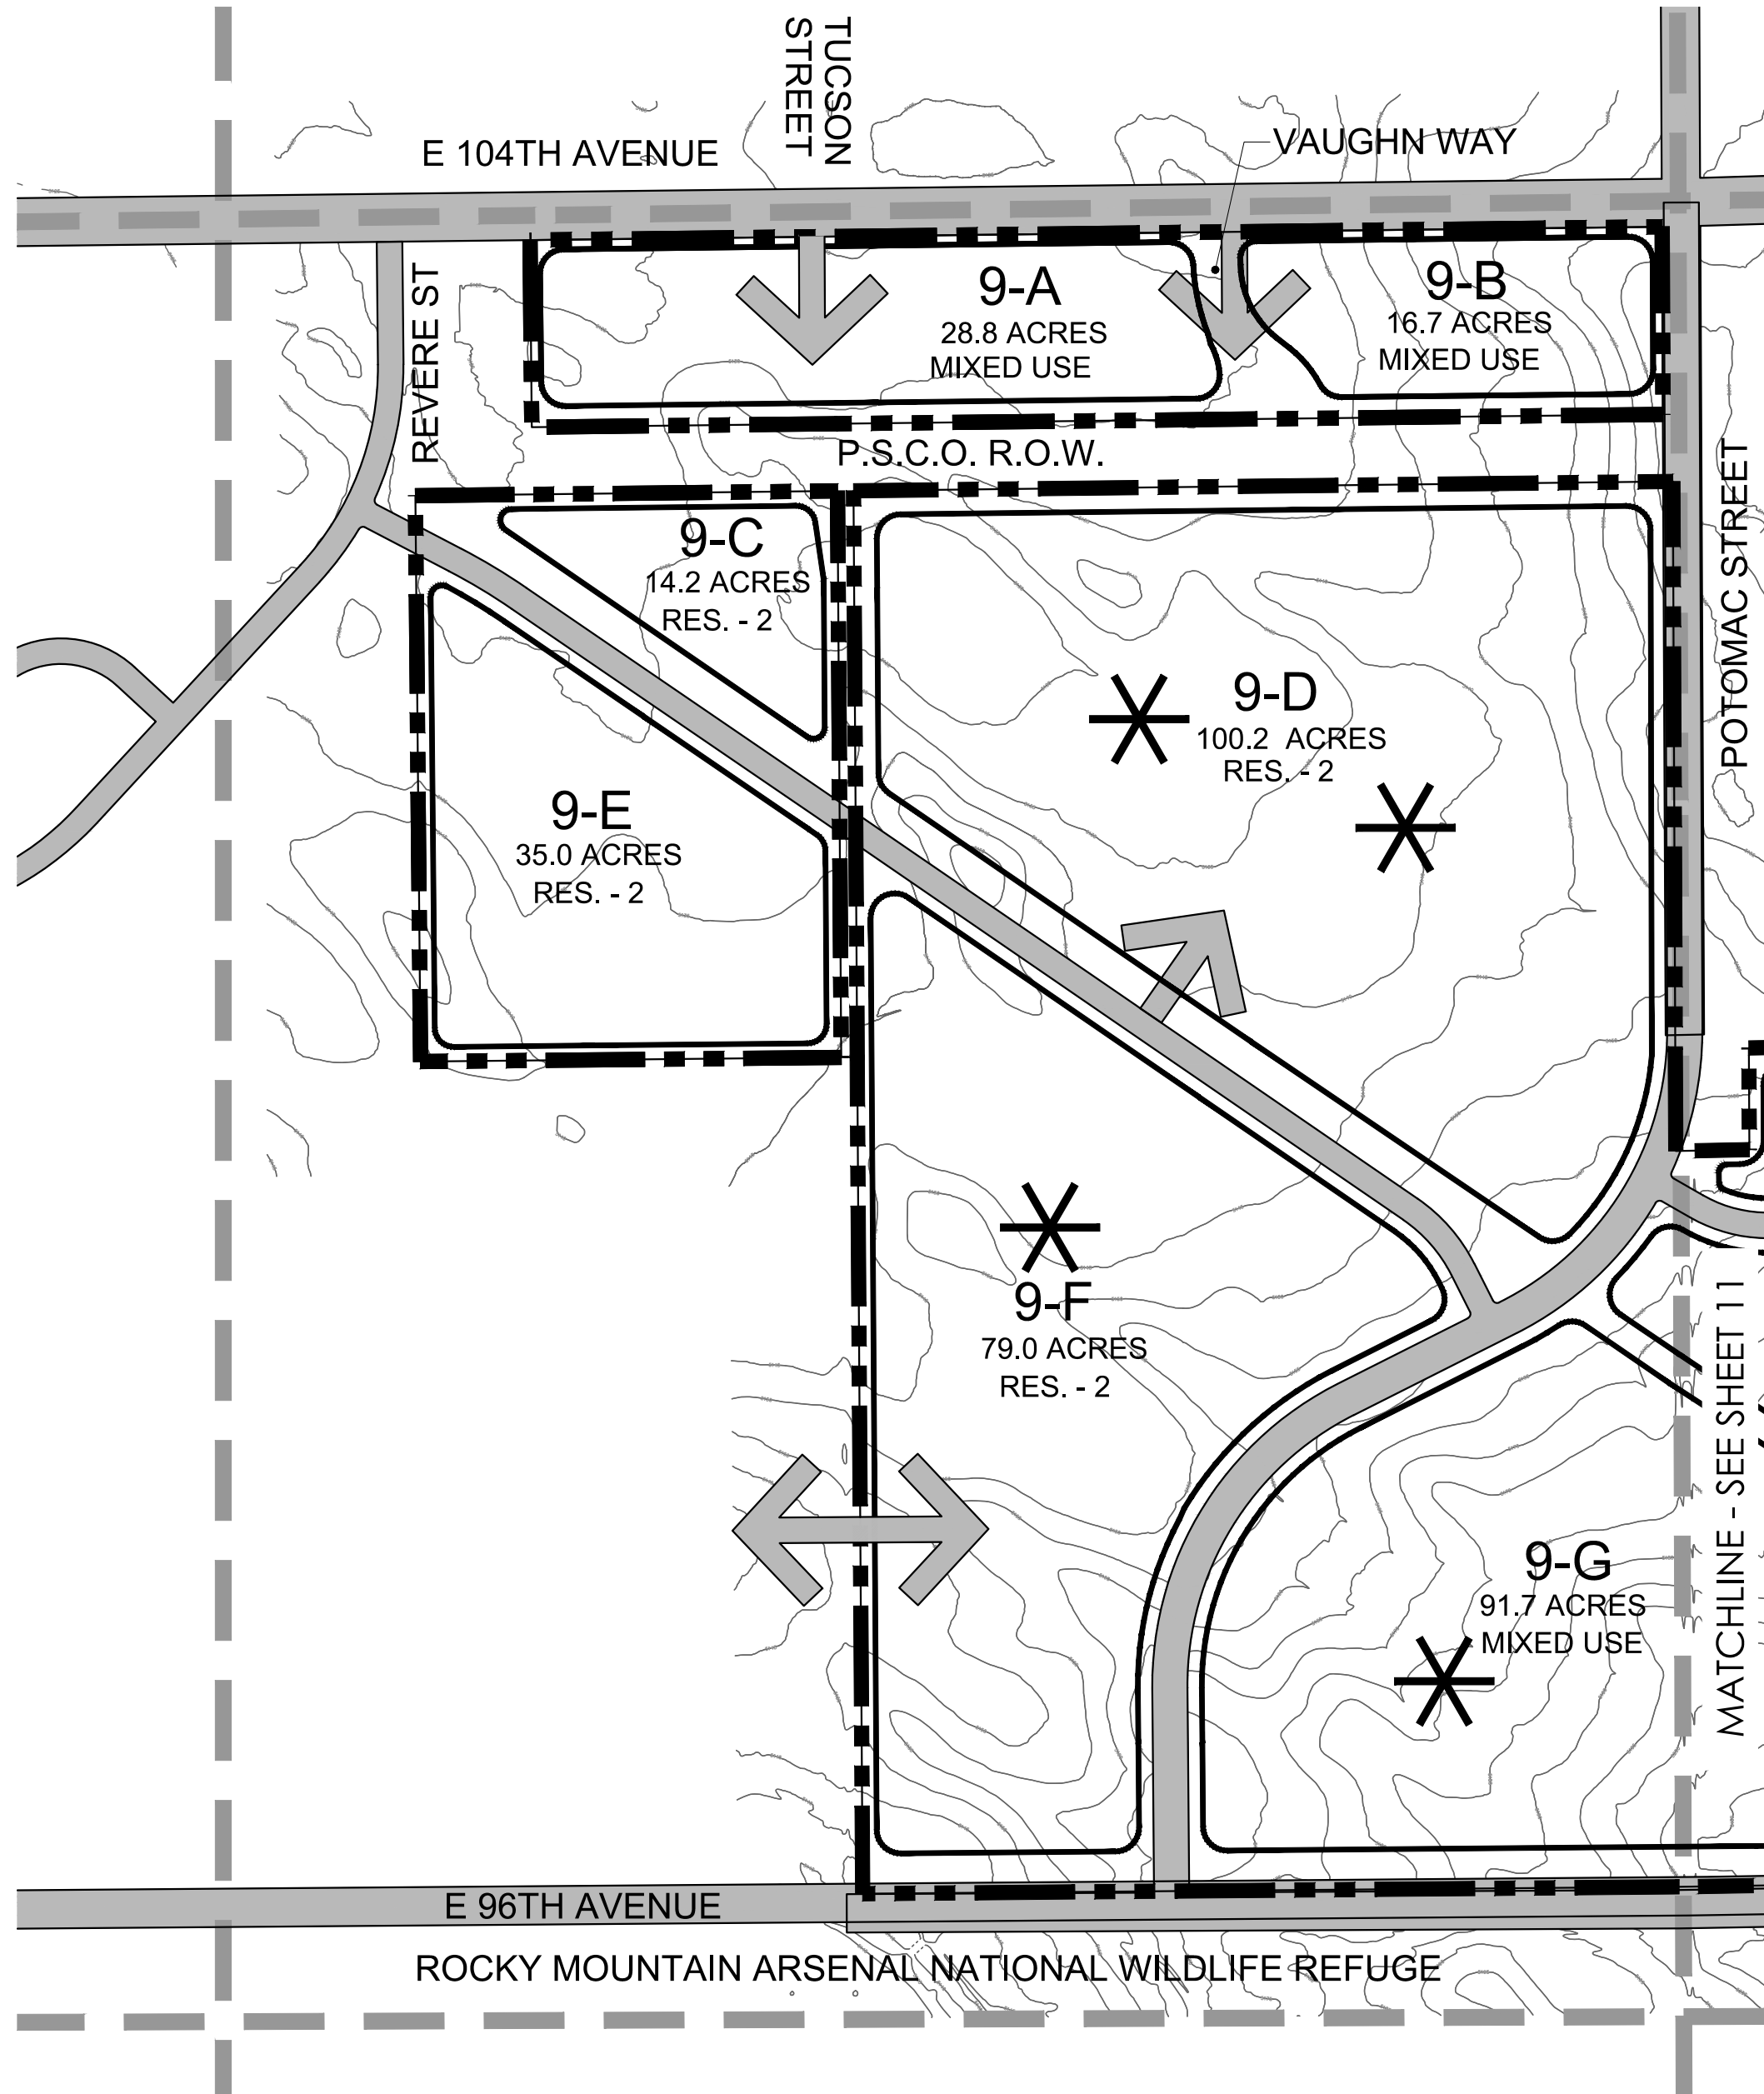 TUCSON
STREET
E 104TH AVENUE
VAUGHN WAY
REVERE ST
9-A
28.8 ACRES
MIXED USE
9-B
16.7 ACRES
MIXED USE
P.S.C.O. R.O.W.
POTOMAC STREET
9-C
14.2 ACRES
RES. - 2
9-D
100.2 ACRES
RES. - 2
9-E
35.0 ACRES
RES. - 2
9-F
79.0 ACRES
RES. - 2
MATCHLINE - SEE SHEET 11
9-G
91.7 ACRES
MIXED USE
E 96TH AVENUE
ROCKY MOUNTAIN ARSENAL NATIONAL WILDLIFE REFUGE